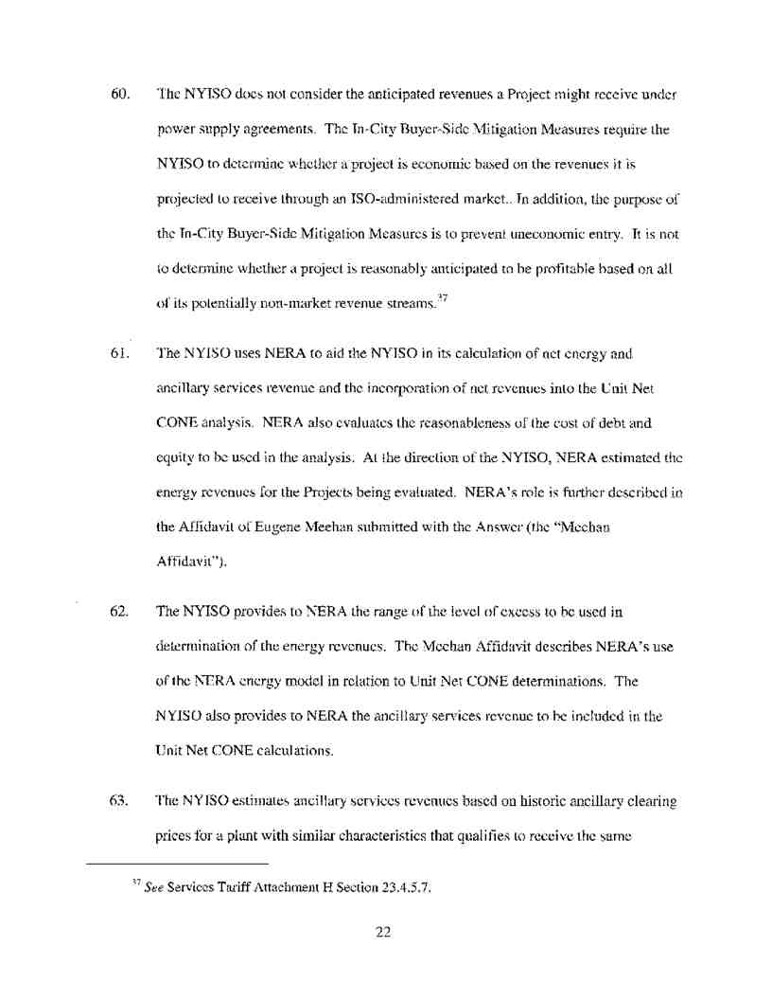 60. The NYISO does not consider the anticipated revenues a Project might receive under
power supply agreements. The In-City Buyer-Side Mitigation Measures require the
NYISO to determine whether a project is economic based on the revenues it is
projected to receive through an ISO-administered market.. In addition, the purpose of
the In-City Buyer-Side Mitigation Measures is to prevent uneconomic entry. It is not
to determine whether a project is reasonably anticipated to be profitable based on all
of its potentially non-market revenue streams.37
61. The NYISO uses NERA to aid the NYISO in its calculation of net energy and
ancillary services revenue and the incorporation of net revenues into the Unit Net
CONE analysis. NERA also evaluates the reasonableness of the cost of debt and
equity to be used in the analysis. At the direction of the NYISO, NERA estimated the
energy revenues for the Projects being evaluated. NERA's role is further described in
the Affidavit of Eugene Meehan submitted with the Answer (the “Meehan
Affidavit”).
62. The NYISO provides to NERA the range of the level of excess to be used in
determination of the energy revenues. The Meehan Affidavit describes NERA's use
of the NERA energy model in relation to Unit Net CONE determinations. The
NYISO also provides to NERA the ancillary services revenue to be included in the
Unit Net CONE calculations.
63. The NYISO estimates ancillary services revenues based on historic ancillary clearing
prices for a plant with similar characteristics that qualifies to receive the same
37 See Services Tariff Attachment H Section 23.4.5.7.
22